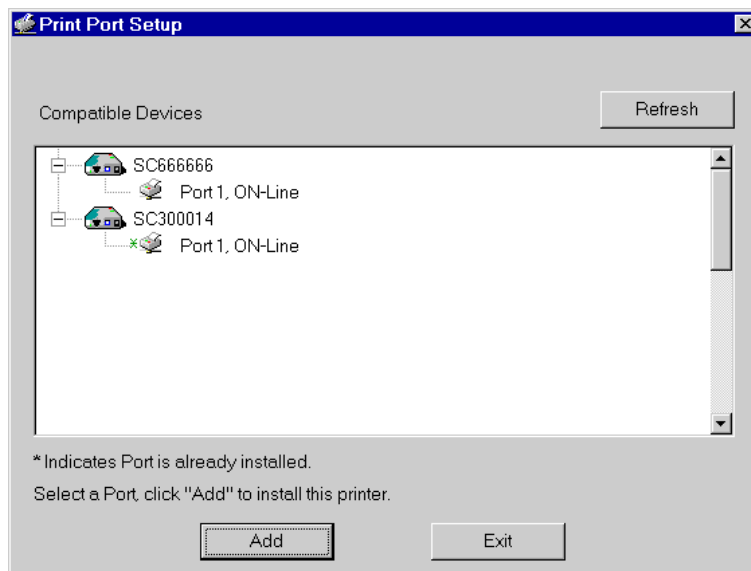 Print Port Setup
Compatible Devices
Refresh
SC666666
Port 1, ON-Line
SC300014
* Port 1, ON-Line
* Indicates Port is already installed.
Select a Port, click "Add" to install this printer.
Add
Exit